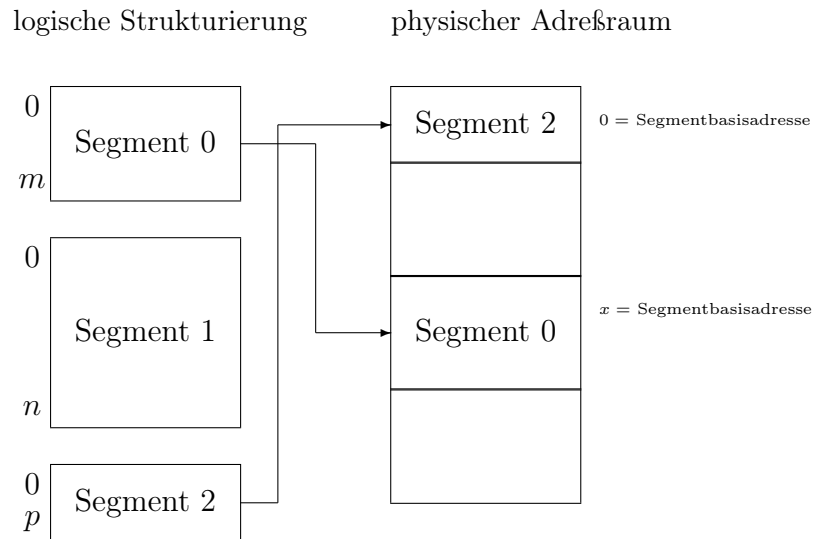 logische Strukturierung
physischer Adreßraum
0
Segment 0
m
0
Segment 1
n
0
Segment 2
p
Segment 2
0 = Segmentbasisadresse
Segment 0
x = Segmentbasisadresse